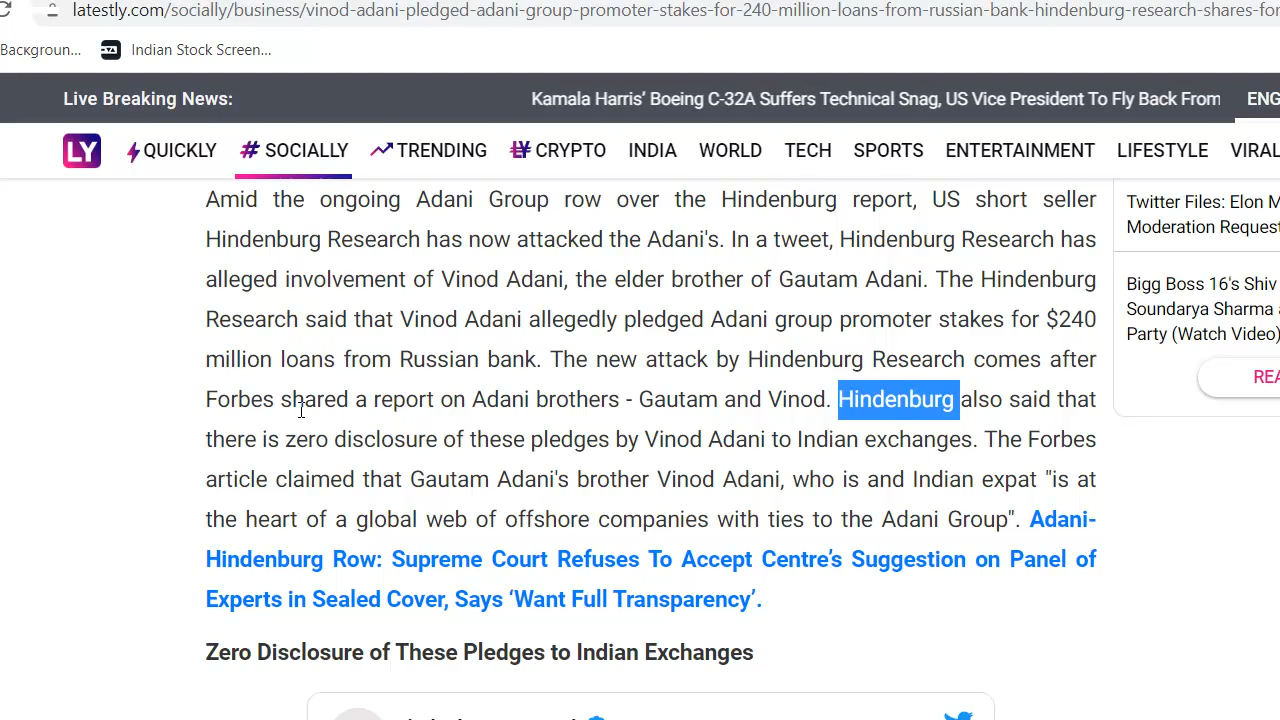 latestly.com/socially/business/vinod-adani-pledged-adani-group-promoter-stakes-for-240-million-loans-from-russian-bank-hindenburg-research-shares-for
Backgroun... Indian Stock Screen...
Live Breaking News: Kamala Harris’ Boeing C-32A Suffers Technical Snag, US Vice President To Fly Back From ENG
LY QUICKLY SOCIALLY TRENDING CRYPTO INDIA WORLD TECH SPORTS ENTERTAINMENT LIFESTYLE VIRAL
Amid the ongoing Adani Group row over the Hindenburg report, US short seller
Hindenburg Research has now attacked the Adani's. In a tweet, Hindenburg Research has
alleged involvement of Vinod Adani, the elder brother of Gautam Adani. The Hindenburg
Research said that Vinod Adani allegedly pledged Adani group promoter stakes for $240
million loans from Russian bank. The new attack by Hindenburg Research comes after
Forbes shared a report on Adani brothers - Gautam and Vinod. Hindenburg also said that
there is zero disclosure of these pledges by Vinod Adani to Indian exchanges. The Forbes
article claimed that Gautam Adani's brother Vinod Adani, who is and Indian expat "is at
the heart of a global web of offshore companies with ties to the Adani Group". Adani-
Hindenburg Row: Supreme Court Refuses To Accept Centre’s Suggestion on Panel of
Experts in Sealed Cover, Says ‘Want Full Transparency’.
Zero Disclosure of These Pledges to Indian Exchanges
Twitter Files: Elon M
Moderation Request
Bigg Boss 16's Shiv
Soundarya Sharma
Party (Watch Video)
REA